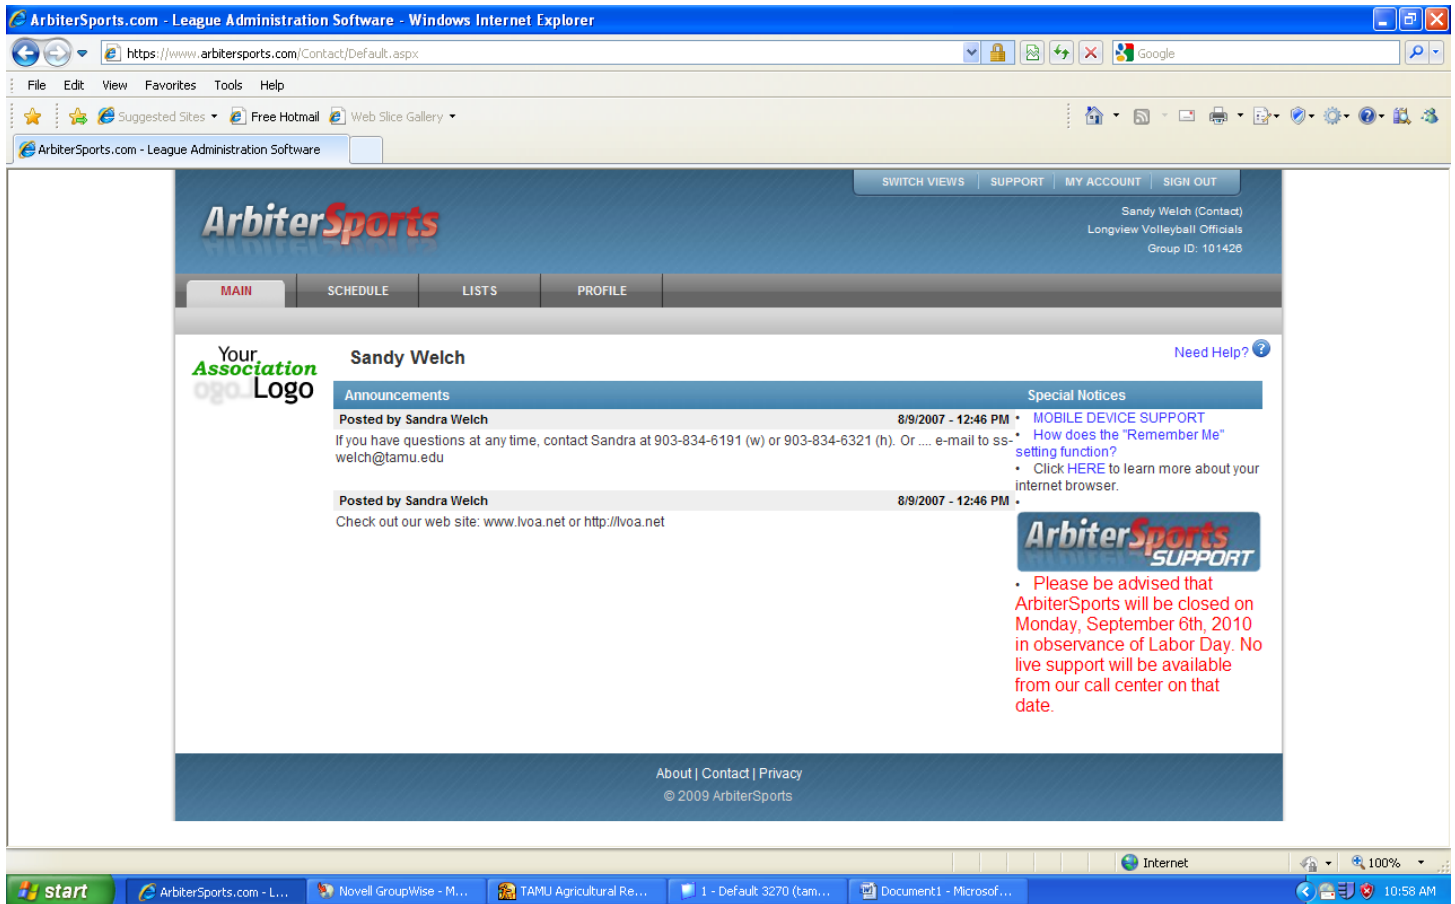 ArbiterSports.com - League Administration Software - Windows Internet Explorer
https://www.arbitersports.com/Contact/Default.aspx
Google
File Edit View Favorites Tools Help
Suggested Sites Free Hotmail Web Slice Gallery
ArbiterSports.com - League Administration Software
SWITCH VIEWS SUPPORT MY ACCOUNT SIGN OUT
ArbiterSports
Sandy Welch (Contact)
Longview Volleyball Officials
Group ID: 101426
MAIN SCHEDULE LISTS PROFILE
Your
Association
Logo
Sandy Welch
Need Help?
Announcements
Posted by Sandra Welch 8/9/2007 - 12:46 PM
If you have questions at any time, contact Sandra at 903-834-6191 (w) or 903-834-6321 (h). Or .... e-mail to ss-
welch@tamu.edu
Posted by Sandra Welch 8/9/2007 - 12:46 PM
Check out our web site: www.lvoa.net or http://lvoa.net
Special Notices
• MOBILE DEVICE SUPPORT
• How does the "Remember Me"
setting function?
• Click HERE to learn more about your
internet browser.
•
ArbiterSports
SUPPORT
• Please be advised that
ArbiterSports will be closed on
Monday, September 6th, 2010
in observance of Labor Day. No
live support will be available
from our call center on that
date.
About | Contact | Privacy
© 2009 ArbiterSports
Internet 100%
start ArbiterSports.com - L... Novell GroupWise - M... TAMU Agricultural Re... 1 - Default 3270 (tam... Document1 - Microsof... 10:58 AM